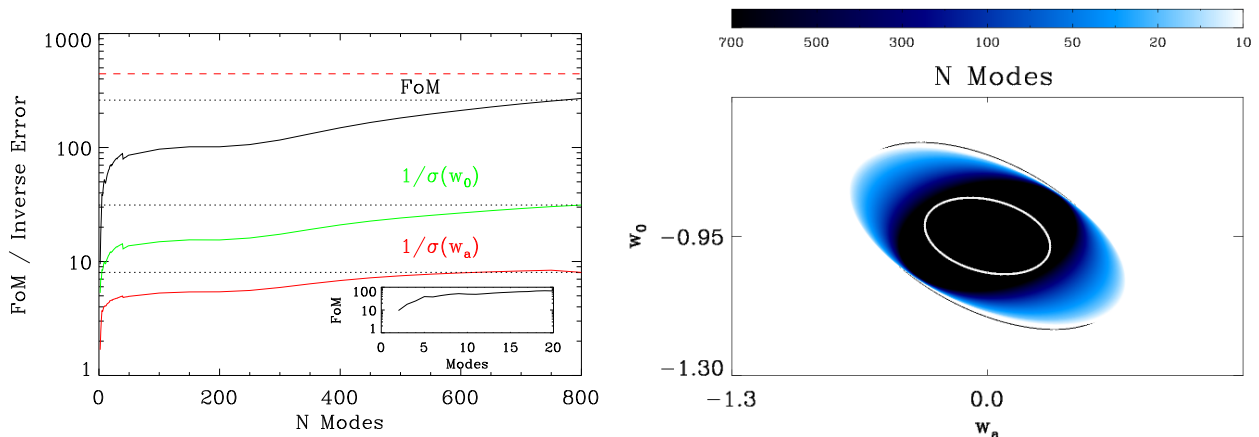 1000
100
10
1
FoM / Inverse Error
FoM
1/σ(w₀)
1/σ(wₐ)
100
10
1
FoM
0 5 10 15 20
Modes
0 200 400 600 800
N Modes
700 500 300 100 50 20 10
N Modes
w₀
−0.95
−1.30
−1.3 0.0
wₐ